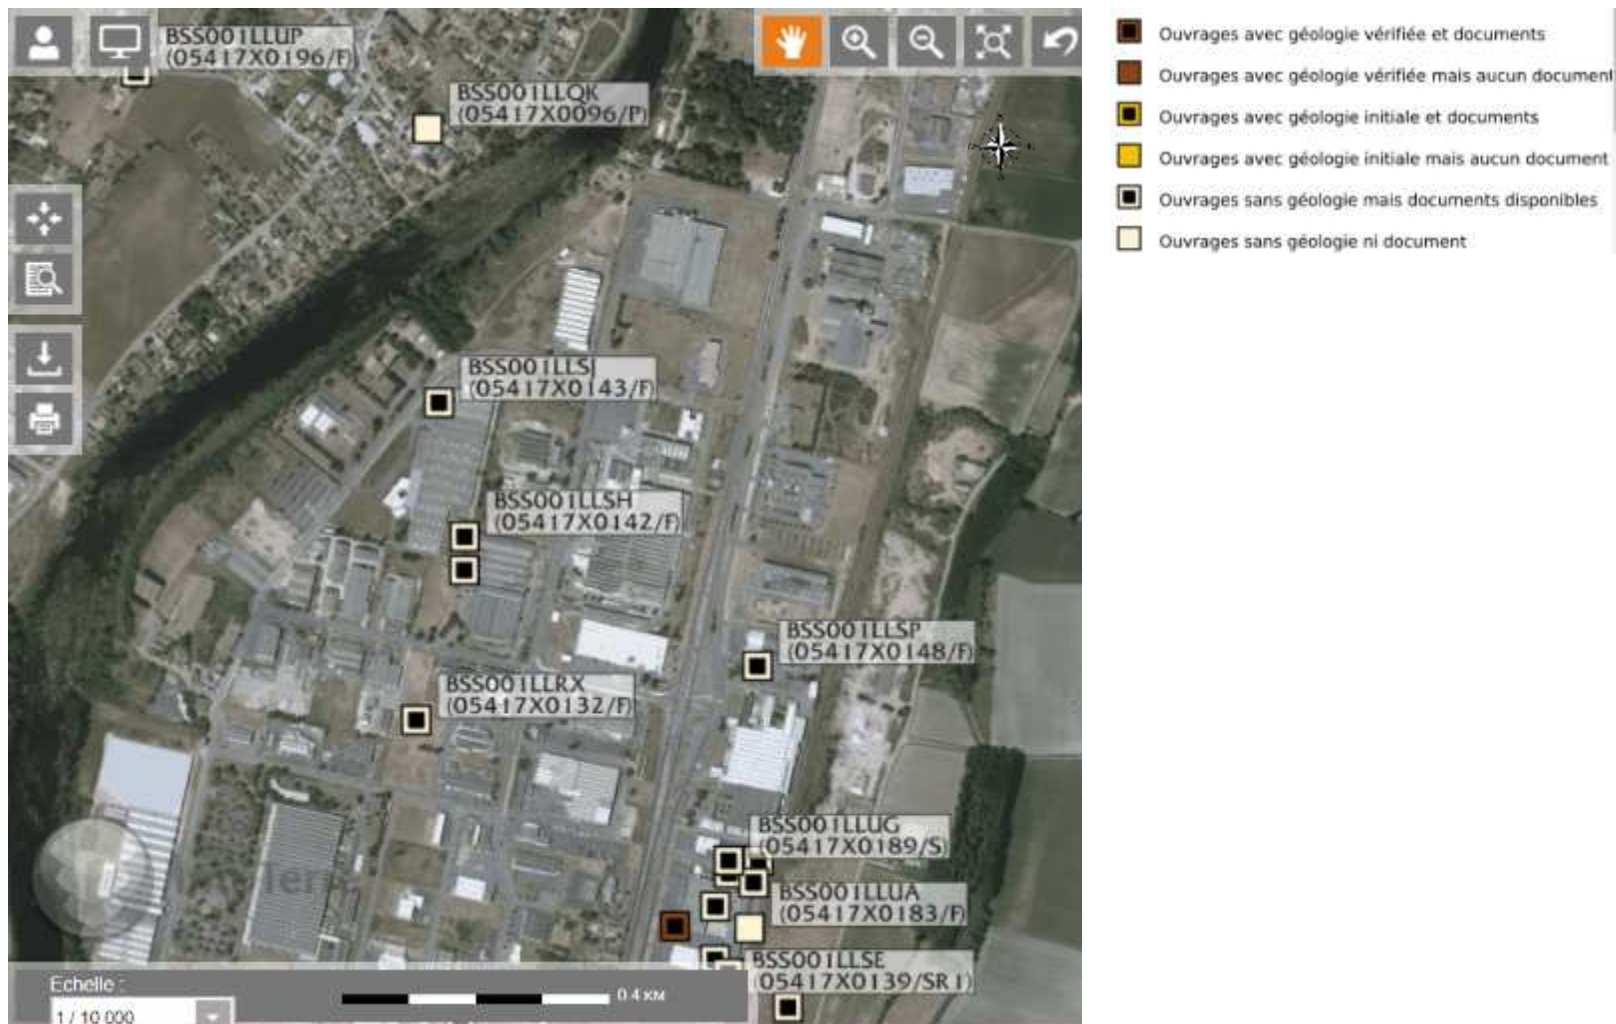 BSS001LLUP
(05417X0196/F)
BSS001LLQK
(05417X0096/P)
BSS001LLSJ
(05417X0143/F)
BSS001LLSH
(05417X0142/F)
BSS001LLSP
(05417X0148/F)
BSS001LLRX
(05417X0132/F)
BSS001LLUG
(05417X0189/S)
BSS001LLUA
(05417X0183/F)
BSS001LLSE
(05417X0139/SR1)
Echelle :
1 / 10 000
0.4 KM
Ouvrages avec géologie vérifiée et documents
Ouvrages avec géologie vérifiée mais aucun document
Ouvrages avec géologie initiale et documents
Ouvrages avec géologie initiale mais aucun document
Ouvrages sans géologie mais documents disponibles
Ouvrages sans géologie ni document